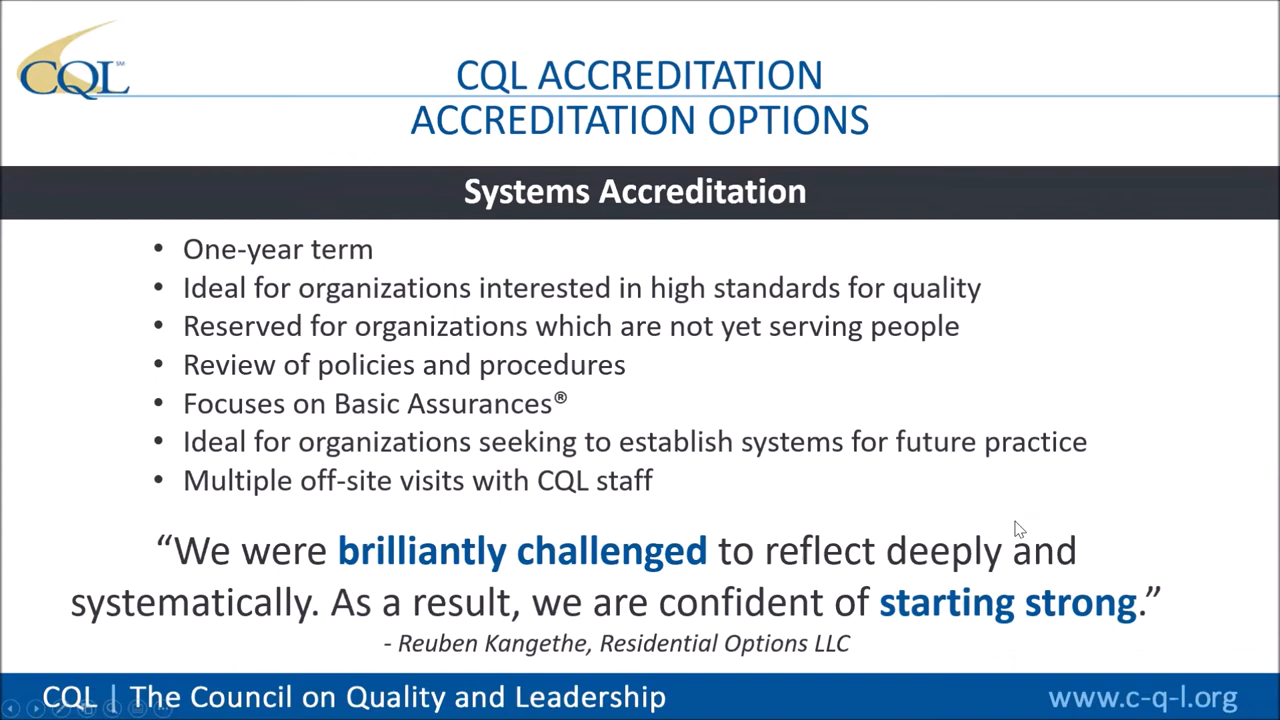 CQL℠
CQL ACCREDITATION
ACCREDITATION OPTIONS
Systems Accreditation
• One-year term
• Ideal for organizations interested in high standards for quality
• Reserved for organizations which are not yet serving people
• Review of policies and procedures
• Focuses on Basic Assurances®
• Ideal for organizations seeking to establish systems for future practice
• Multiple off-site visits with CQL staff
“We were brilliantly challenged to reflect deeply and
systematically. As a result, we are confident of starting strong.”
- Reuben Kangethe, Residential Options LLC
CQL | The Council on Quality and Leadership
www.c-q-l.org